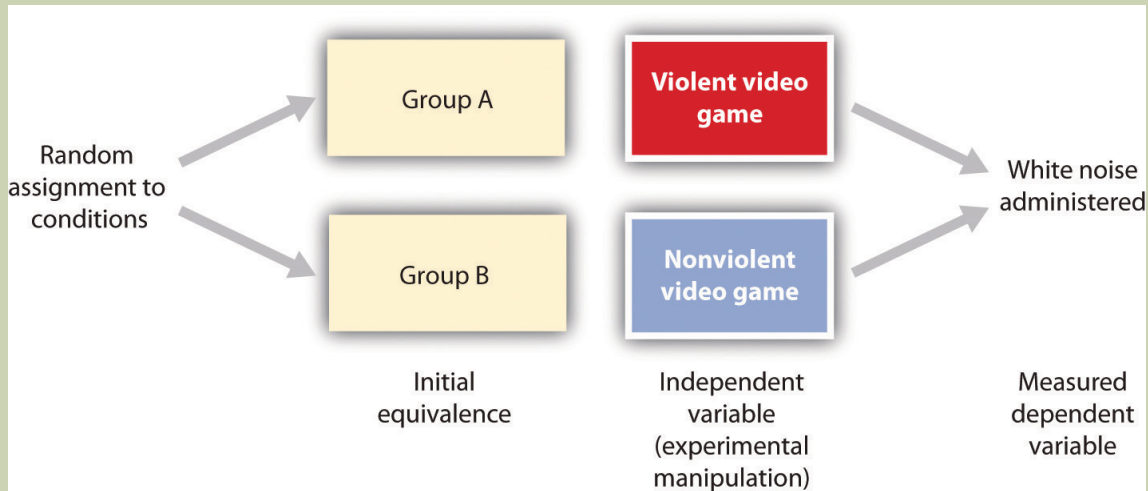 Random
assignment to
conditions
Group A
Group B
Initial
equivalence
Violent video
game
Nonviolent
video game
Independent
variable
(experimental
manipulation)
White noise
administered
Measured
dependent
variable